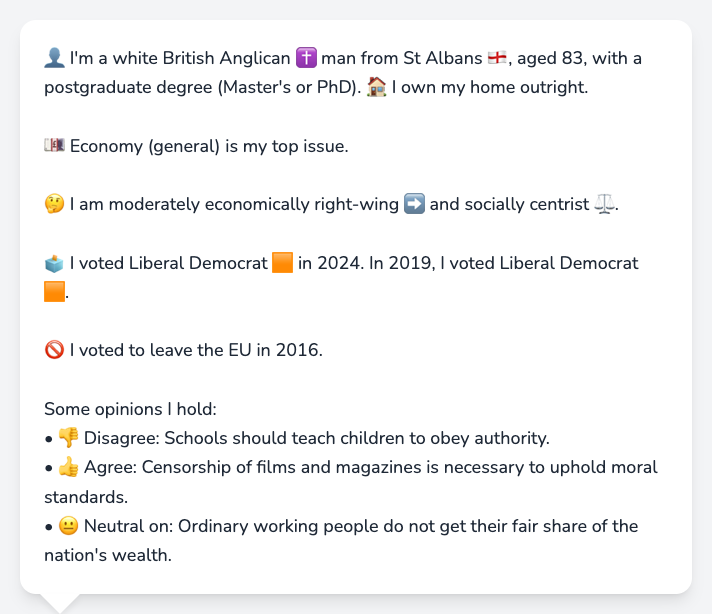 👤 I'm a white British Anglican ✝️ man from St Albans 🏴󠁧󠁢󠁥󠁮󠁧󠁿, aged 83, with a
postgraduate degree (Master's or PhD). 🏠 I own my home outright.
💷 Economy (general) is my top issue.
🤔 I am moderately economically right-wing ➡️ and socially centrist ⚖️.
🗳️ I voted Liberal Democrat 🟧 in 2024. In 2019, I voted Liberal Democrat
🟧.
🚫 I voted to leave the EU in 2016.
Some opinions I hold:
• 👎 Disagree: Schools should teach children to obey authority.
• 👍 Agree: Censorship of films and magazines is necessary to uphold moral
standards.
• 😐 Neutral on: Ordinary working people do not get their fair share of the
nation's wealth.